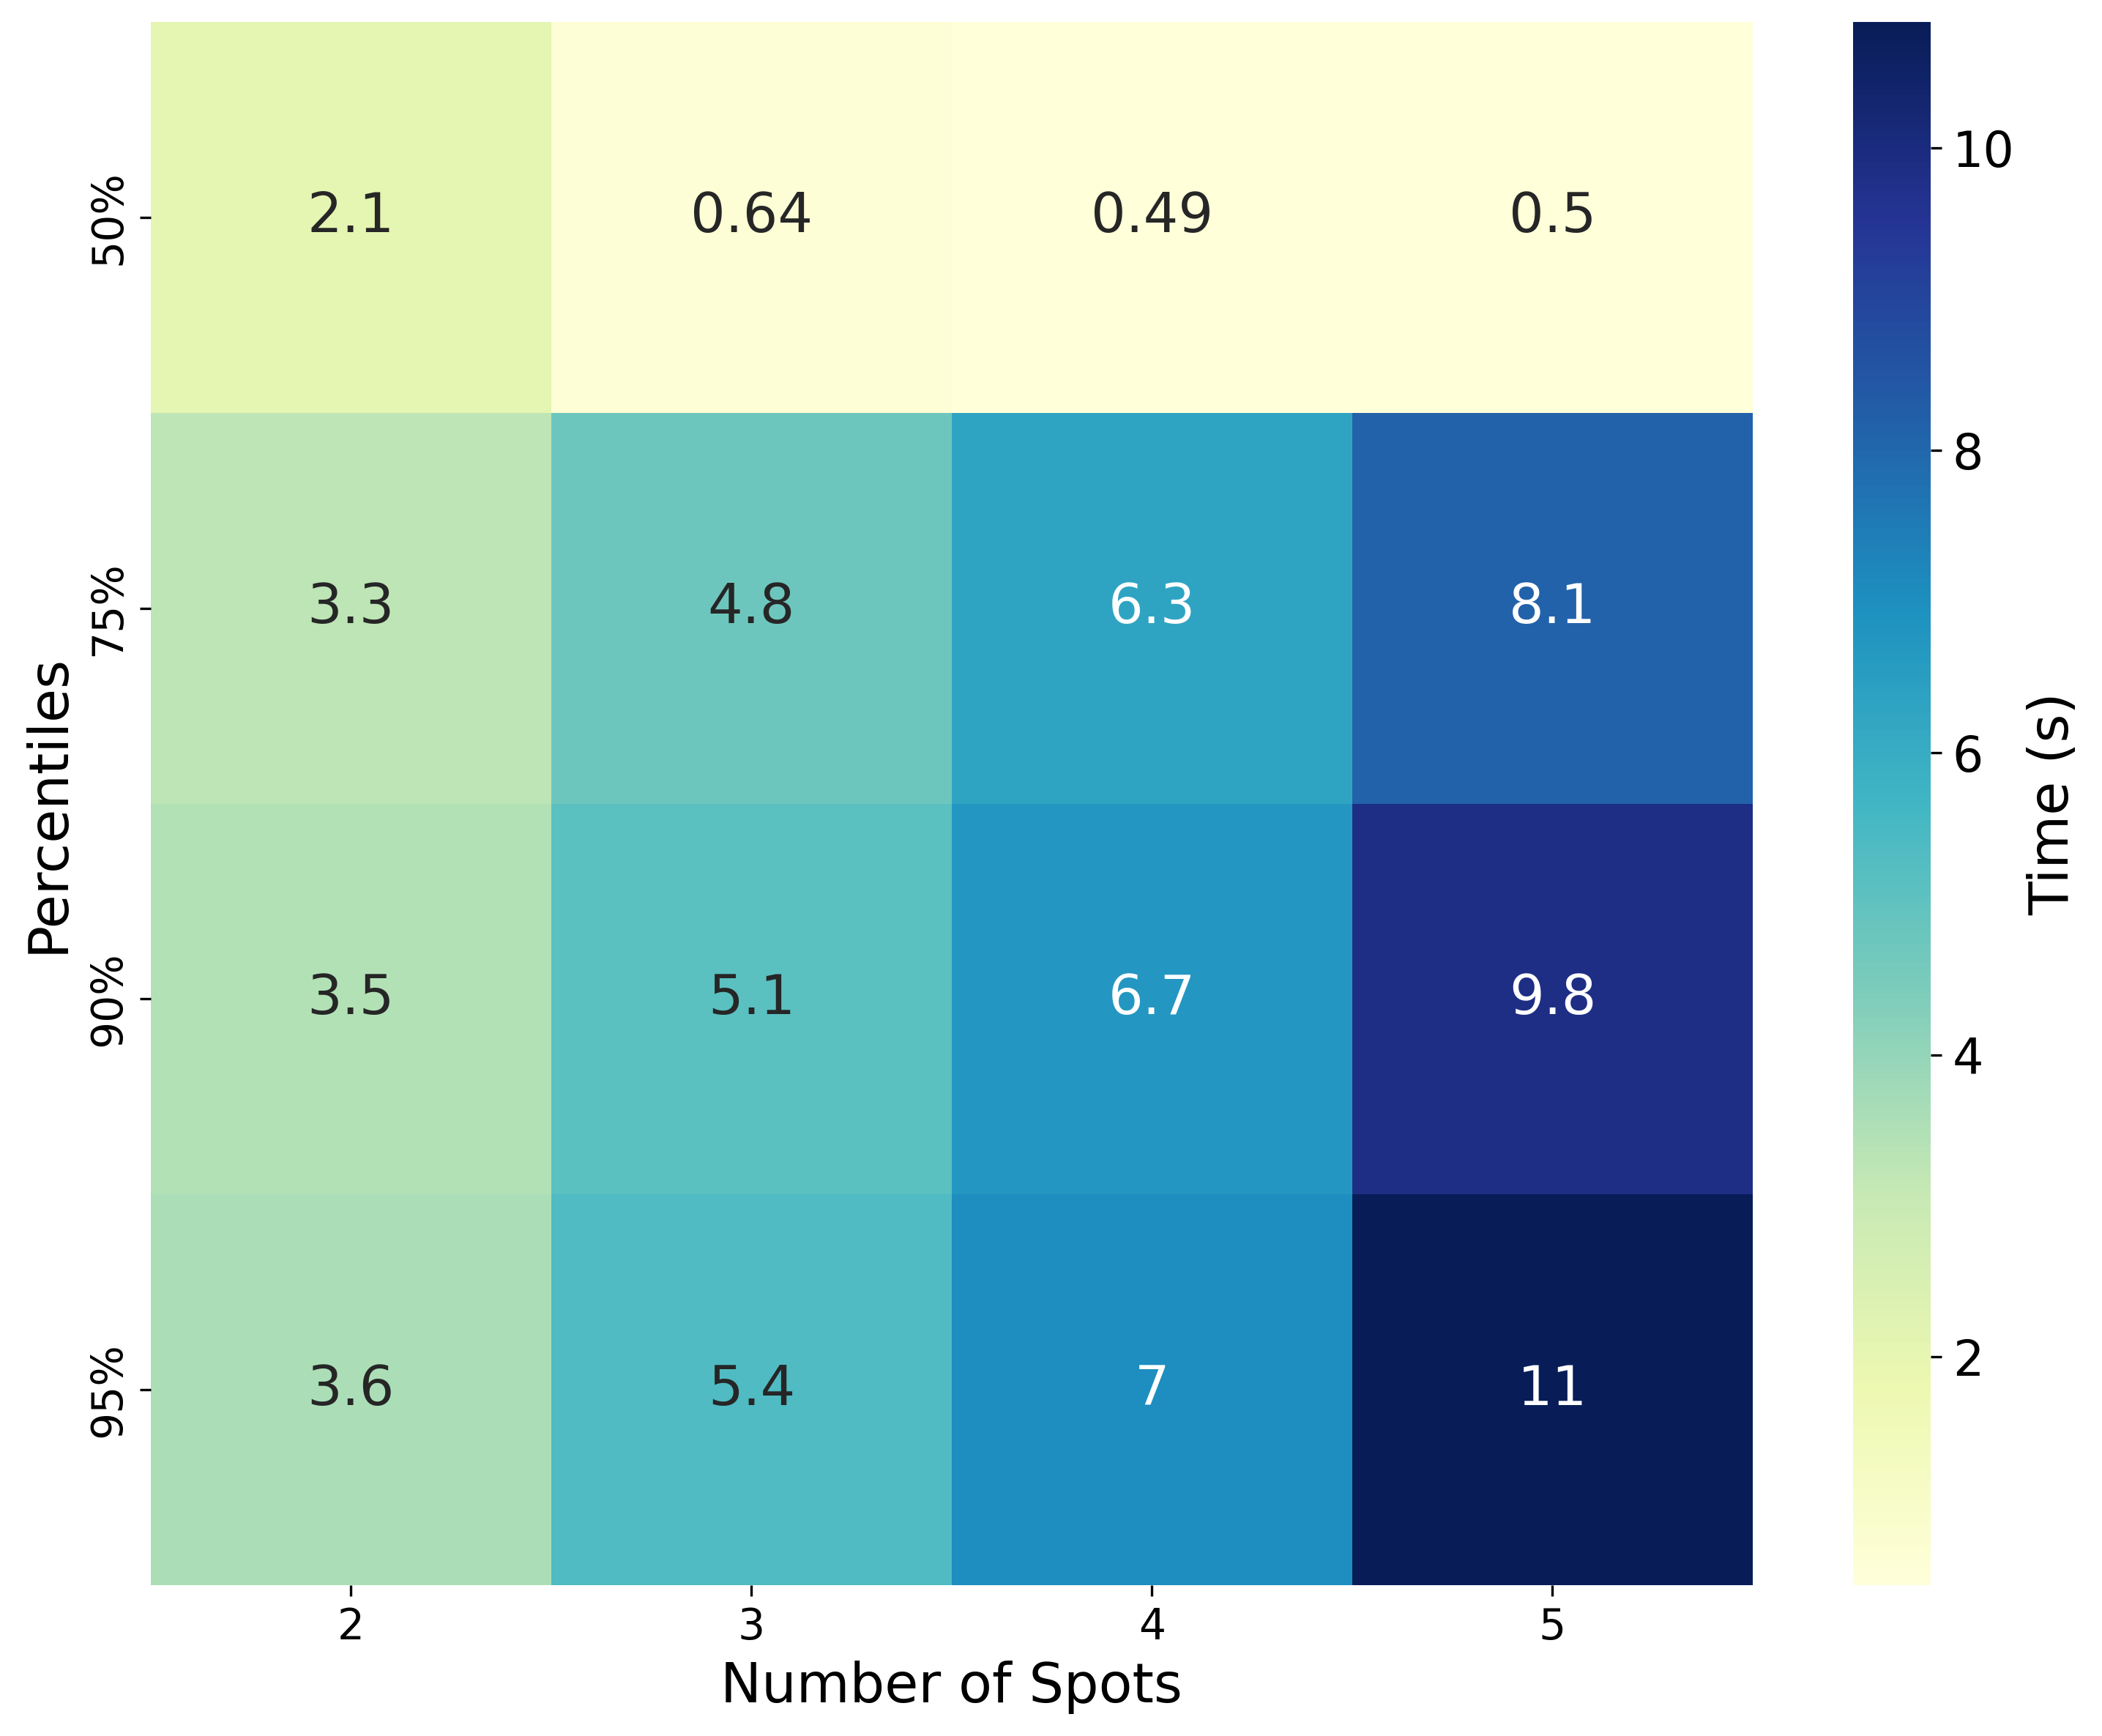 Percentiles
50% 2.1 0.64 0.49 0.5
75% 3.3 4.8 6.3 8.1
90% 3.5 5.1 6.7 9.8
95% 3.6 5.4 7 11
2 3 4 5
Number of Spots
10
8
6
4
2
Time (s)